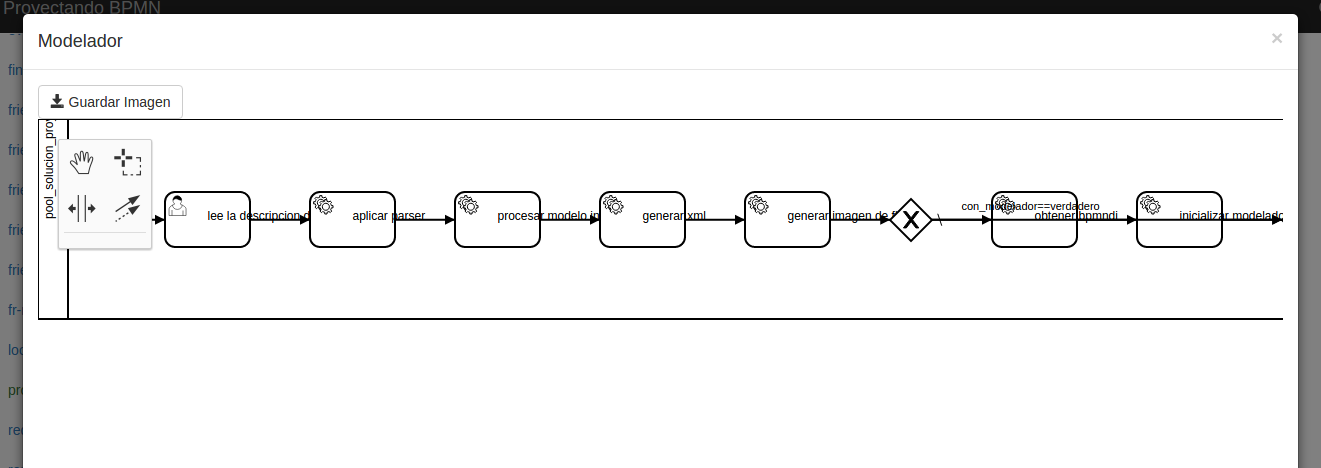 Proyectando BPMN
Modelador
×
Guardar Imagen
pool_solucion_pro
lee la descripcion d
aplicar parser
procesar modelo in
generar xml
generar imagen de f
X
con_modelador==verdadero
obtener bpmndi
inicializar modelado
fin
frie
frie
frie
frie
frie
fr-
loc
pre
rec